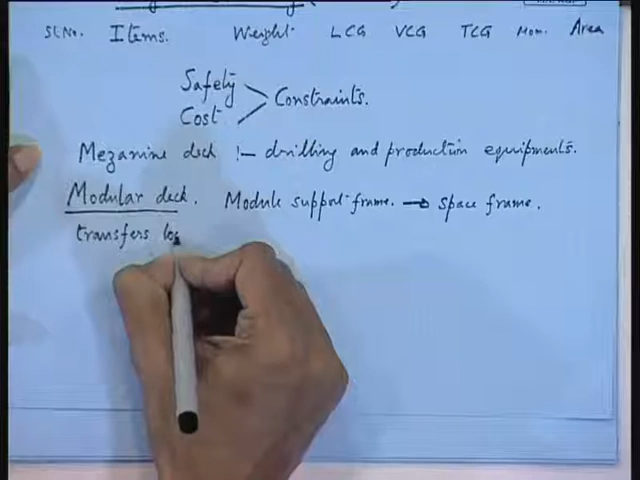 Sl.No. Items. Weight. LCG VCG TCG Mom. Area
Safety
Cost > Constraints.
Mezanine deck :- drilling and production equipments.
Modular deck. Module support frame. → space frame.
transfers